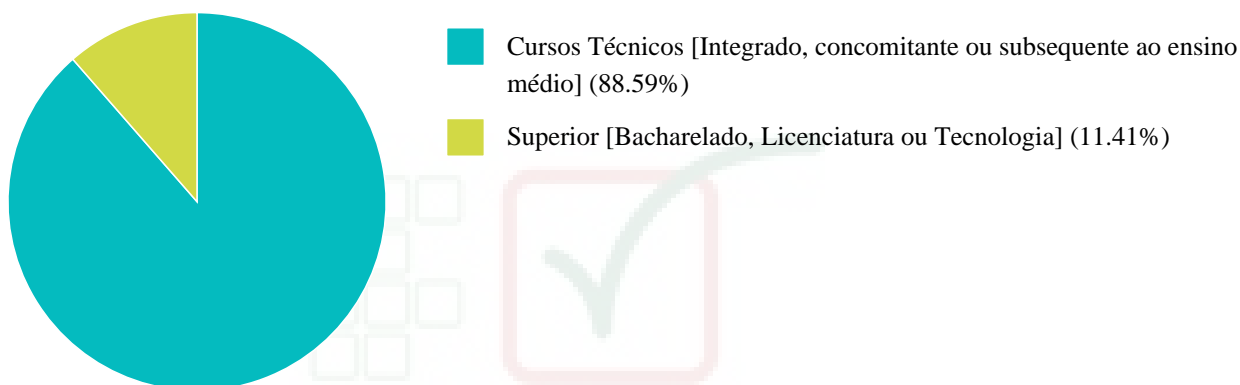 Cursos Técnicos [Integrado, concomitante ou subsequente ao ensino
médio] (88.59%)
Superior [Bacharelado, Licenciatura ou Tecnologia] (11.41%)